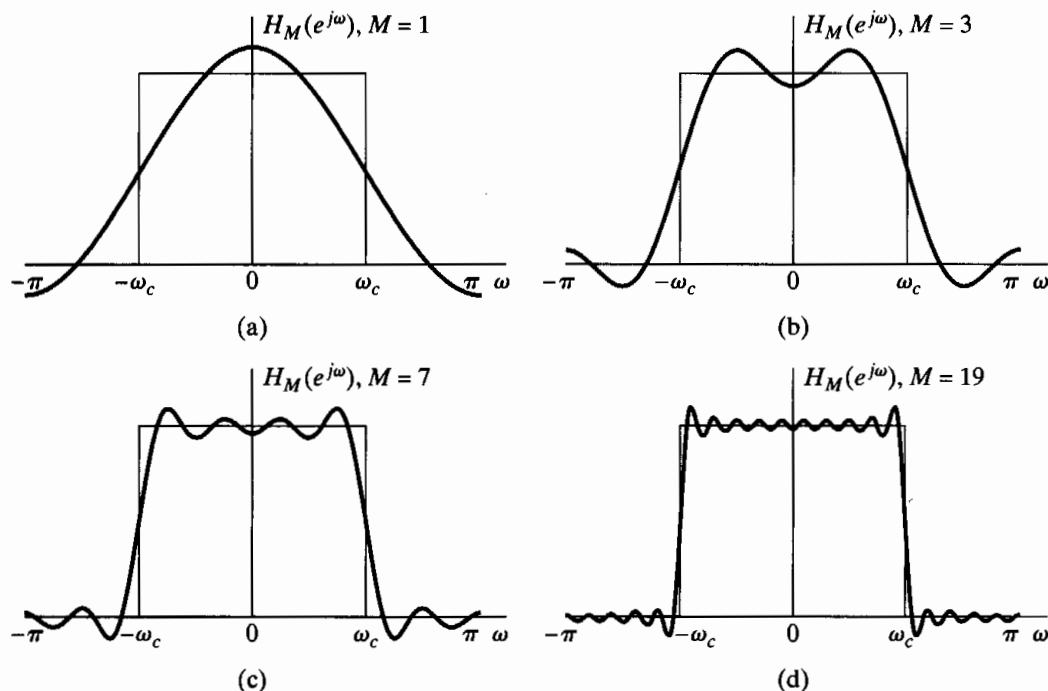 H_M(e^{jω}), M = 1
−π −ω_c 0 ω_c π ω
(a)
H_M(e^{jω}), M = 3
−π −ω_c 0 ω_c π ω
(b)
H_M(e^{jω}), M = 7
−π −ω_c 0 ω_c π ω
(c)
H_M(e^{jω}), M = 19
−π −ω_c 0 ω_c π ω
(d)